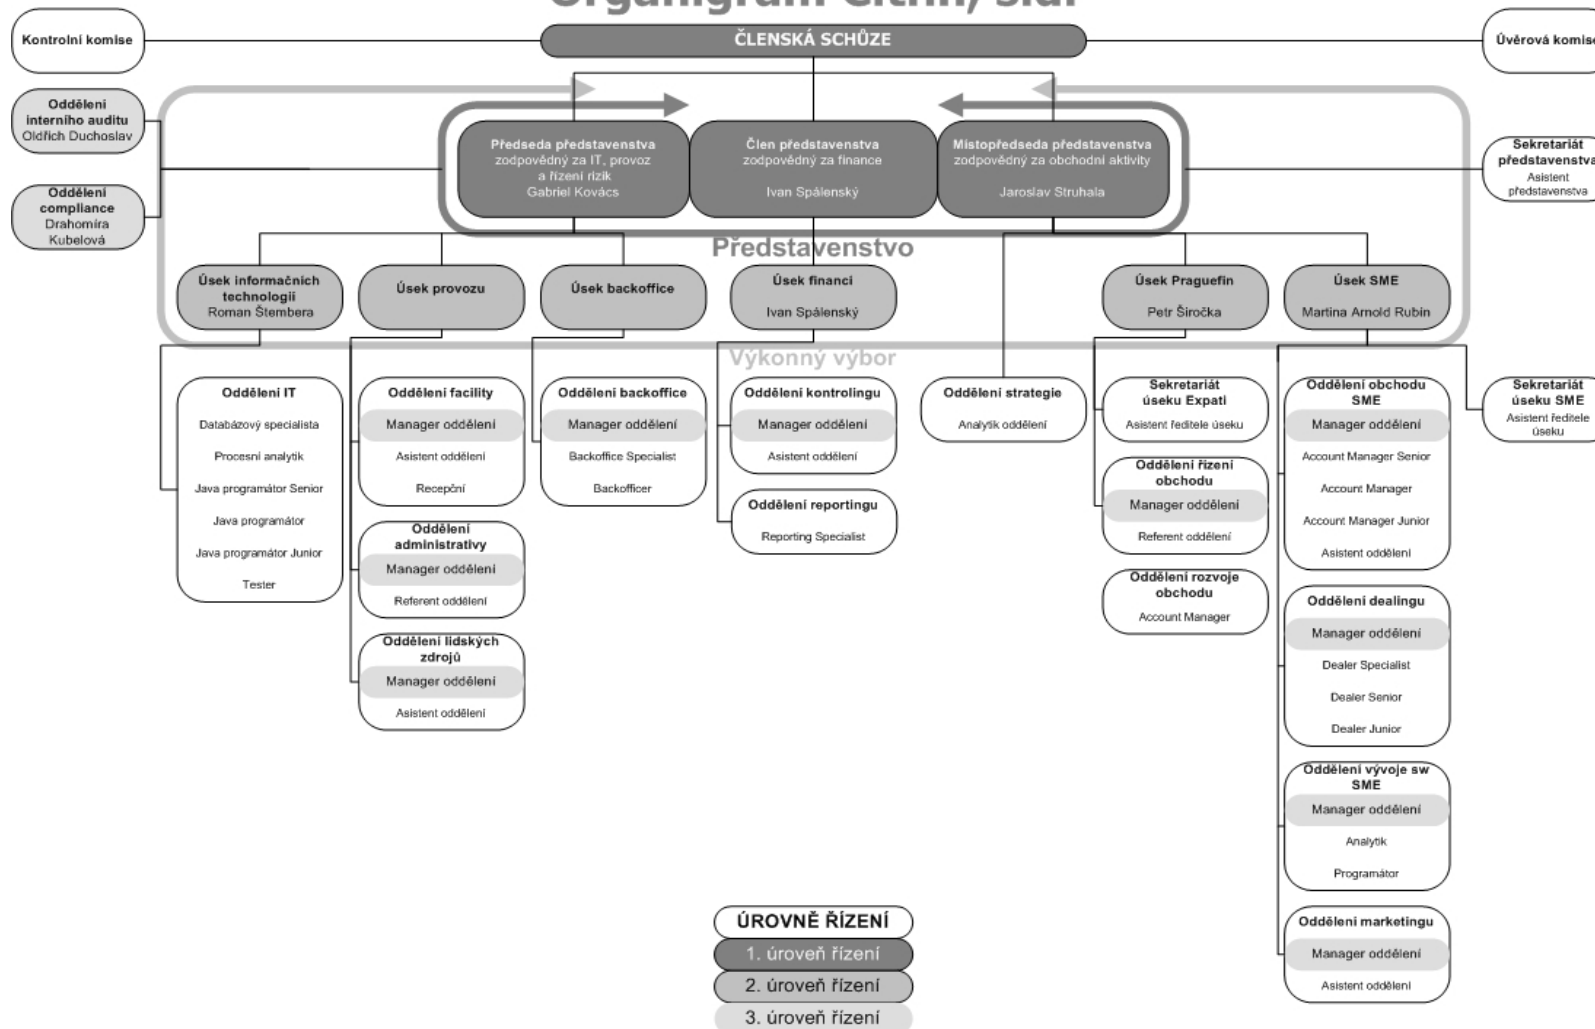 Organigram Citfin, SÍdl
Kontrolní komise
ČLENSKÁ SCHŮZE
Úvěrová komise
Oddělení
interního auditu
Oldřich Duchoslav
Oddělení
compliance
Drahomíra
Kubelová
Předseda představenstva
zodpovědný za IT, provoz
a řízení rizik
Gabriel Kovács
Člen představenstva
zodpovědný za finance
Ivan Spálenský
Místopředseda představenstva
zodpovědný za obchodní aktivity
Jaroslav Struhala
Sekretariát
představenstva
Asistent
představenstva
Představenstvo
Úsek informačních
technologií
Roman Štembera
Úsek provozu
Úsek backoffice
Úsek financí
Ivan Spálenský
Úsek Praguefin
Petr Širočka
Úsek SME
Martina Arnold Rubin
Výkonný výbor
Oddělení IT
Databázový specialista
Procesní analytik
Java programátor Senior
Java programátor
Java programátor Junior
Tester
Oddělení facility
Manager oddělení
Asistent oddělení
Recepční
Oddělení
administrativy
Manager oddělení
Referent oddělení
Oddělení lidských
zdrojů
Manager oddělení
Asistent oddělení
Oddělení backoffice
Manager oddělení
Backoffice Specialist
Backofficer
Oddělení kontrolingu
Manager oddělení
Asistent oddělení
Oddělení reportingu
Reporting Specialist
Oddělení strategie
Analytik oddělení
Sekretariát
úseku Expati
Asistent ředitele úseku
Oddělení řízení
obchodu
Manager oddělení
Referent oddělení
Oddělení rozvoje
obchodu
Account Manager
Oddělení obchodu
SME
Manager oddělení
Account Manager Senior
Account Manager
Account Manager Junior
Asistent oddělení
Oddělení dealingu
Manager oddělení
Dealer Specialist
Dealer Senior
Dealer Junior
Oddělení vývoje sw
SME
Manager oddělení
Analytik
Programátor
Oddělení marketingu
Manager oddělení
Asistent oddělení
Sekretariát
úseku SME
Asistent ředitele
úseku
ÚROVNĚ ŘÍZENÍ
1. úroveň řízení
2. úroveň řízení
3. úroveň řízení